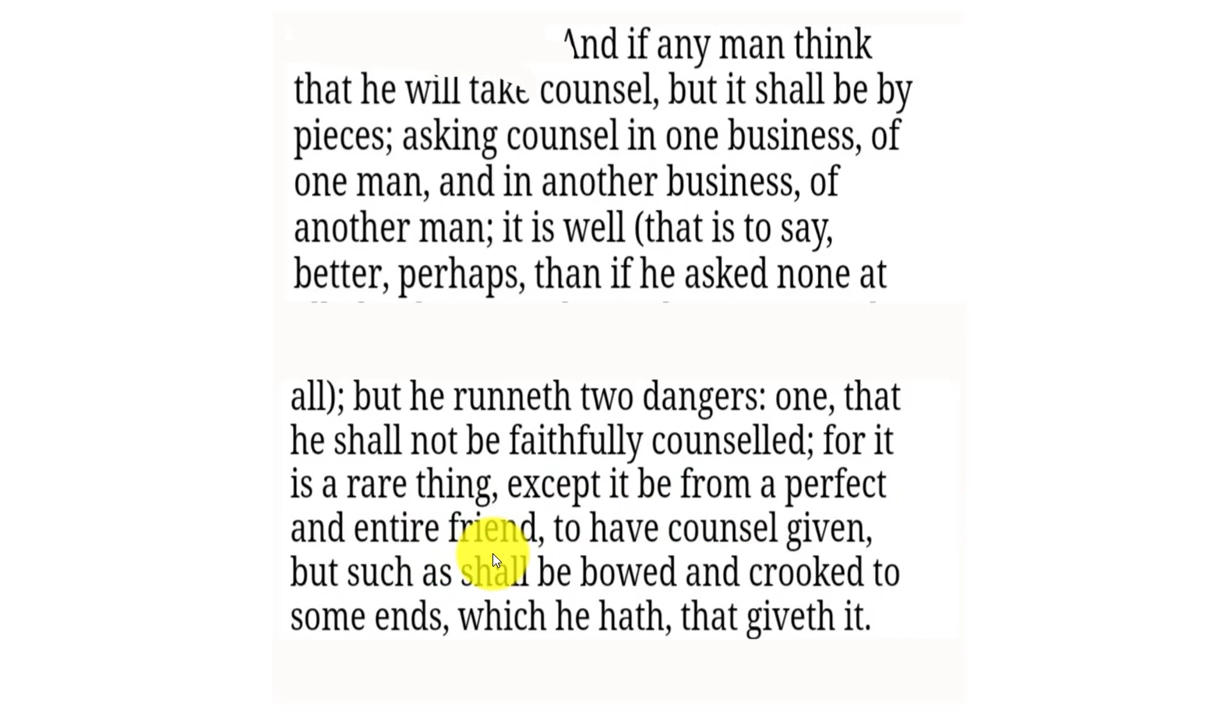 And if any man think
that he will take counsel, but it shall be by
pieces; asking counsel in one business, of
one man, and in another business, of
another man; it is well (that is to say,
better, perhaps, than if he asked none at
all); but he runneth two dangers: one, that
he shall not be faithfully counselled; for it
is a rare thing, except it be from a perfect
and entire friend, to have counsel given,
but such as shall be bowed and crooked to
some ends, which he hath, that giveth it.